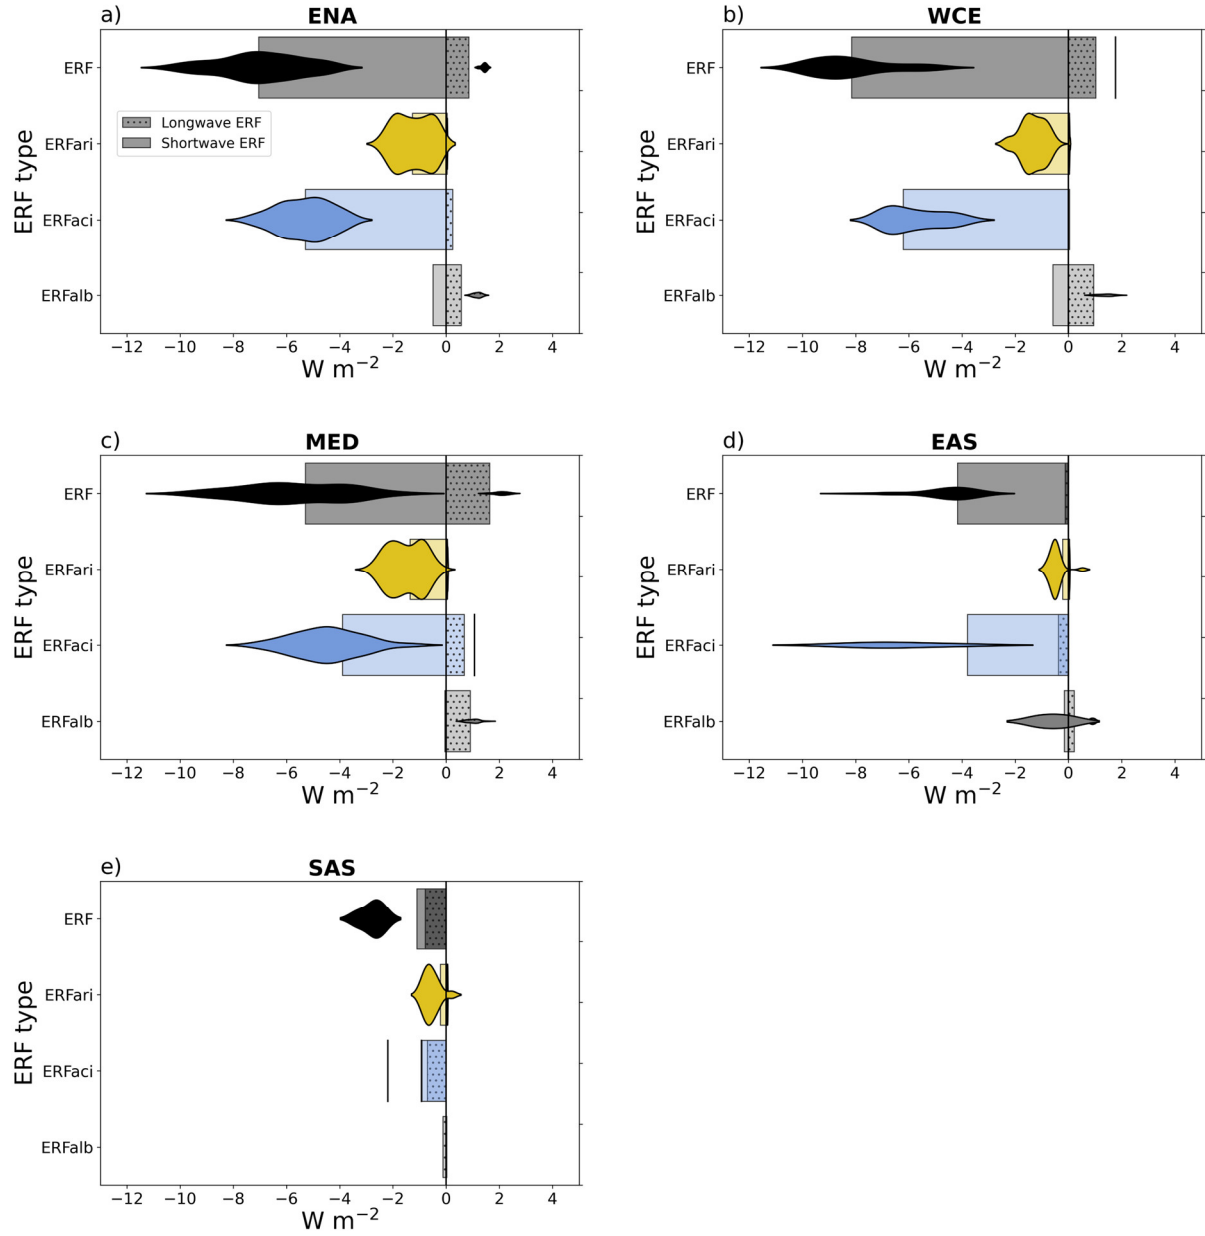 a) ENA
ERF
ERFari
ERFaci
ERFalb
ERF type
Longwave ERF
Shortwave ERF
−12 −10 −8 −6 −4 −2 0 2 4
W m⁻²
b) WCE
ERF
ERFari
ERFaci
ERFalb
ERF type
−12 −10 −8 −6 −4 −2 0 2 4
W m⁻²
c) MED
ERF
ERFari
ERFaci
ERFalb
ERF type
−12 −10 −8 −6 −4 −2 0 2 4
W m⁻²
d) EAS
ERF
ERFari
ERFaci
ERFalb
ERF type
−12 −10 −8 −6 −4 −2 0 2 4
W m⁻²
e) SAS
ERF
ERFari
ERFaci
ERFalb
ERF type
−12 −10 −8 −6 −4 −2 0 2 4
W m⁻²